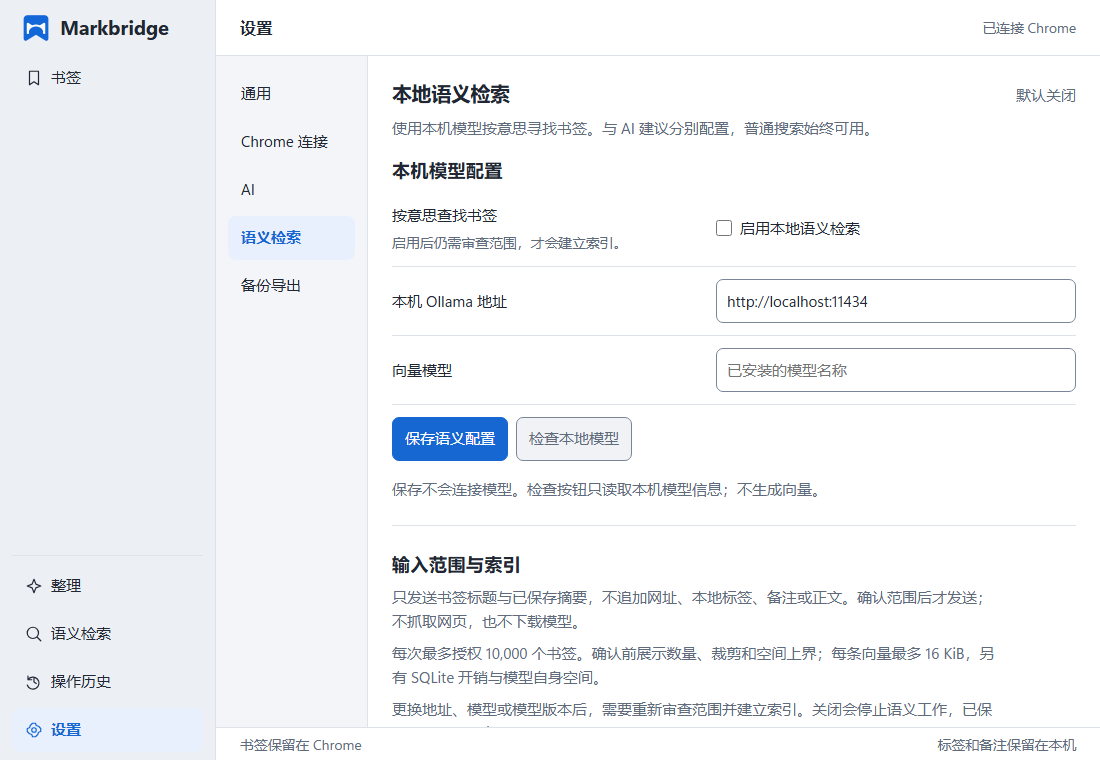 Markbridge
书签
整理
语义检索
操作历史
设置
设置
已连接 Chrome
通用
Chrome 连接
AI
语义检索
备份导出
本地语义检索
默认关闭
使用本机模型按意思寻找书签。与 AI 建议分别配置，普通搜索始终可用。
本机模型配置
按意思查找书签
启用后仍需审查范围，才会建立索引。
启用本地语义检索
本机 Ollama 地址
http://localhost:11434
向量模型
已安装的模型名称
保存语义配置
检查本地模型
保存不会连接模型。检查按钮只读取本机模型信息；不生成向量。
输入范围与索引
只发送书签标题与已保存摘要，不追加网址、本地标签、备注或正文。确认范围后才发送；
不抓取网页，也不下载模型。
每次最多授权 10,000 个书签。确认前展示数量、裁剪和空间上界；每条向量最多 16 KiB，另
有 SQLite 开销与模型自身空间。
更换地址、模型或模型版本后，需要重新审查范围并建立索引。关闭会停止语义工作，已保
书签保留在 Chrome
标签和备注保留在本机